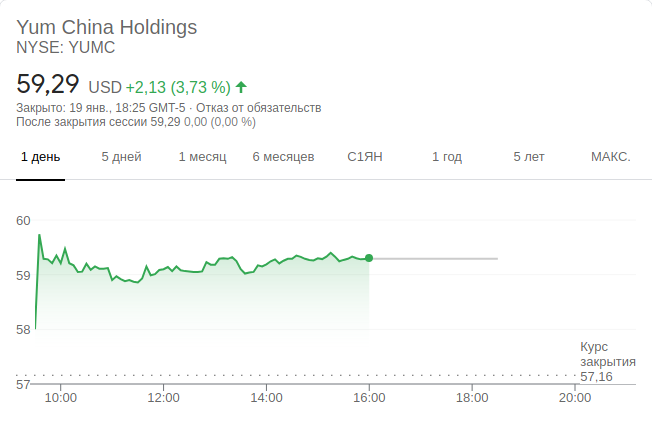 Yum China Holdings
NYSE: YUMC
59,29 USD +2,13 (3,73 %)
Закрыто: 19 янв., 18:25 GMT-5 · Отказ от обязательств
После закрытия сессии 59,29 0,00 (0,00 %)
1 день 5 дней 1 месяц 6 месяцев С1ЯН 1 год 5 лет МАКС.
60
59
58
Курс
закрытия
57,16
57
10:00 12:00 14:00 16:00 18:00 20:00